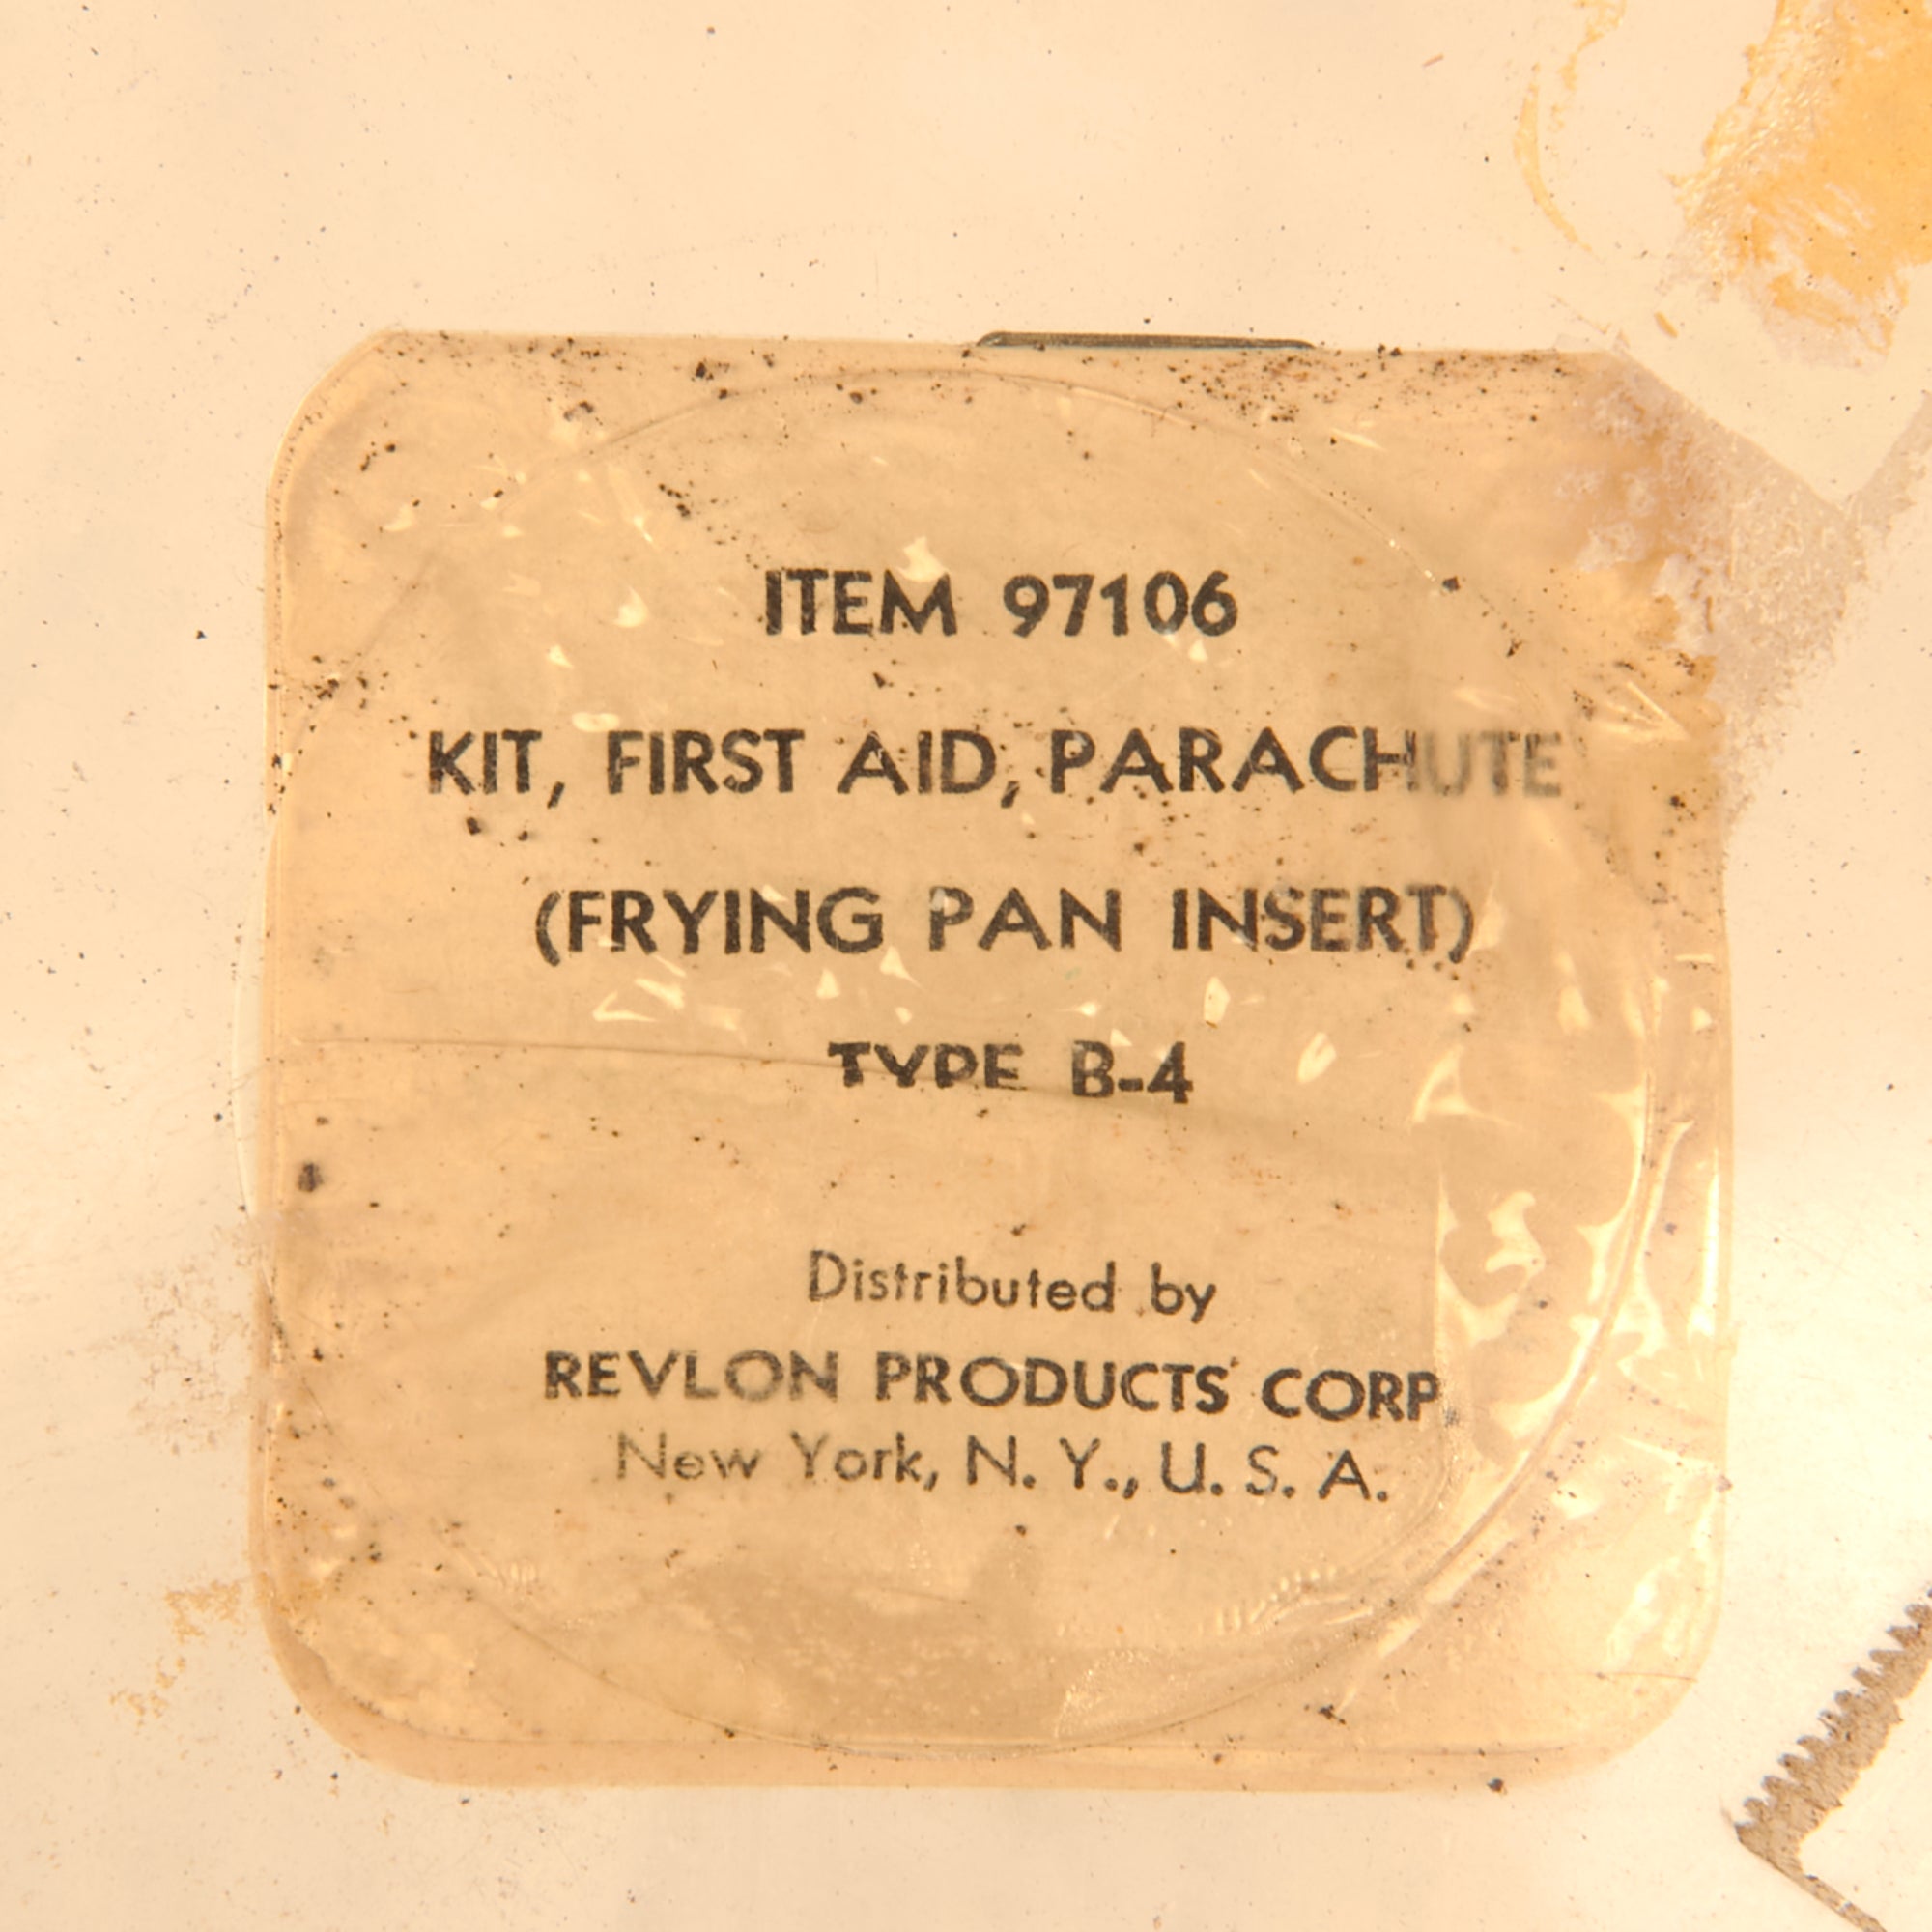 ITEM 97106
KIT, FIRST AID, PARACHUTE
(FRYING PAN INSERT)
TYPE B-4
Distributed by
REVLON PRODUCTS CORP.
New York, N. Y., U. S. A.